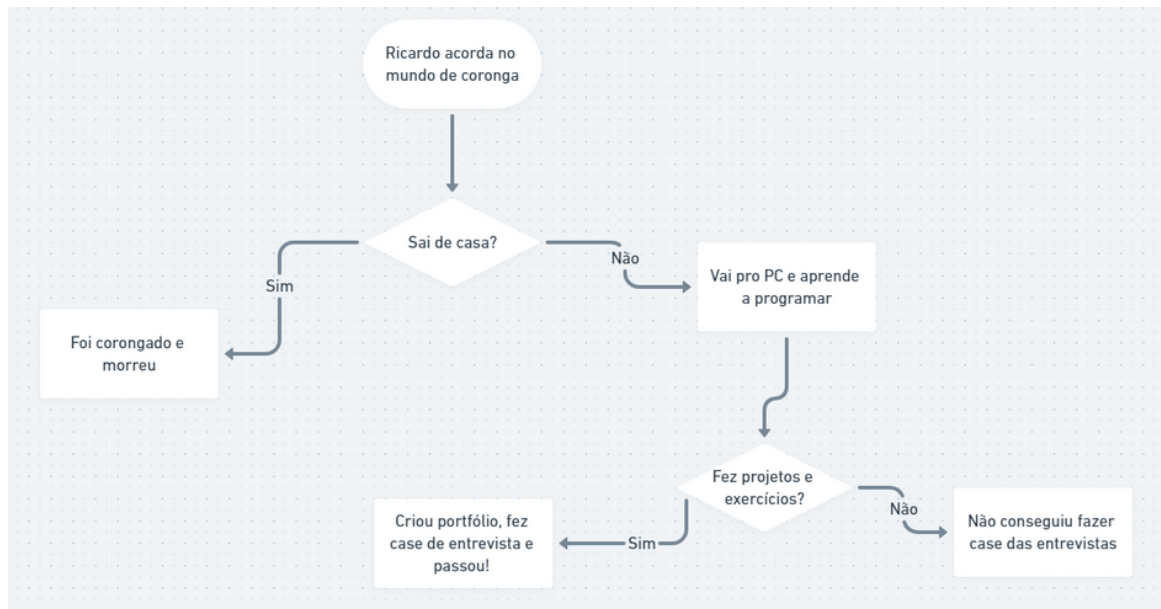 Ricardo acorda no
mundo de coronga
Sai de casa?
Sim
Não
Foi corongado e
morreu
Vai pro PC e aprende
a programar
Fez projetos e
exercícios?
Sim
Não
Criou portfólio, fez
case de entrevista e
passou!
Não conseguiu fazer
case das entrevistas